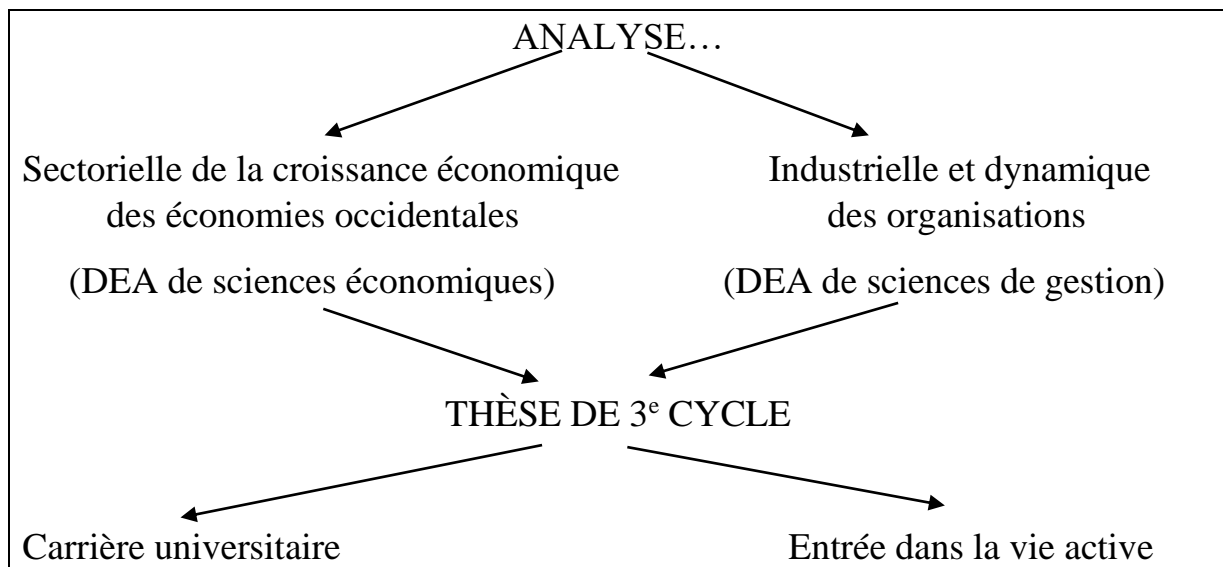 ANALYSE…
Sectorielle de la croissance économique
des économies occidentales
(DEA de sciences économiques)
Industrielle et dynamique
des organisations
(DEA de sciences de gestion)
THÈSE DE 3e CYCLE
Carrière universitaire
Entrée dans la vie active